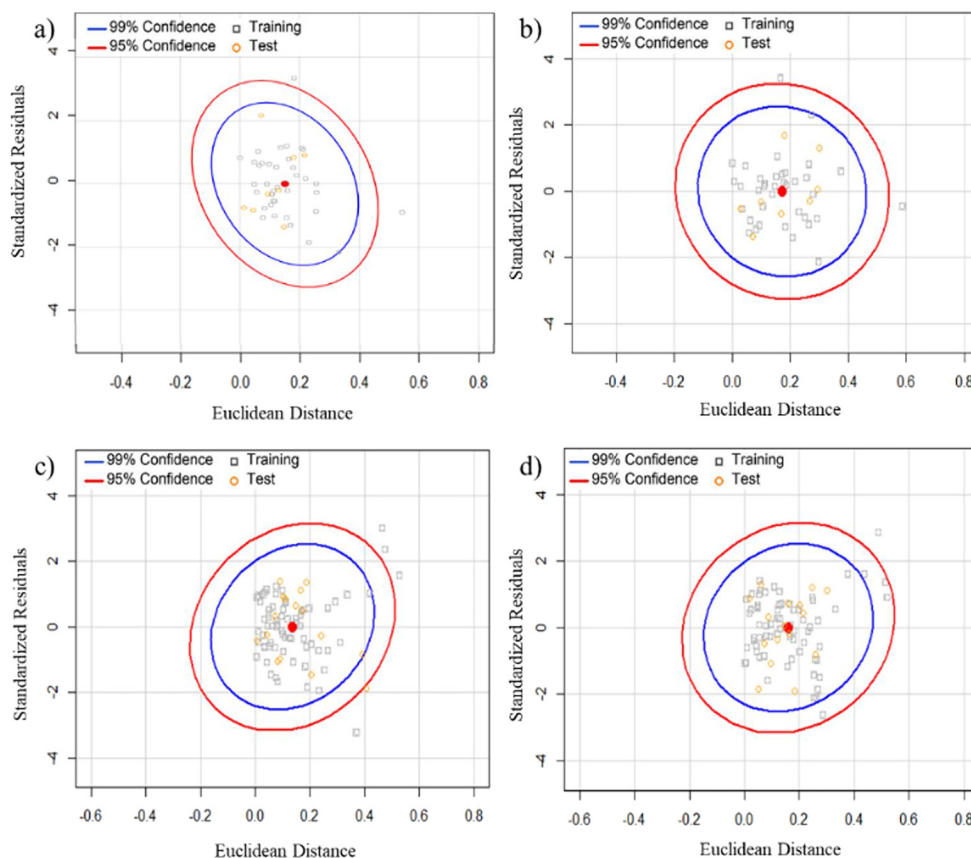 a)
99% Confidence Training
95% Confidence Test
Standardized Residuals
4
2
0
-2
-4
-0.4 -0.2 0.0 0.2 0.4 0.6 0.8
Euclidean Distance
b)
99% Confidence Training
95% Confidence Test
Standardized Residuals
4
2
0
-2
-4
-0.4 -0.2 0.0 0.2 0.4 0.6 0.8
Euclidean Distance
c)
99% Confidence Training
95% Confidence Test
Standardized Residuals
4
2
0
-2
-4
-0.6 -0.4 -0.2 0.0 0.2 0.4 0.6 0.8
Euclidean Distance
d)
99% Confidence Training
95% Confidence Test
Standardized Residuals
4
2
0
-2
-4
-0.6 -0.4 -0.2 0.0 0.2 0.4 0.6 0.8
Euclidean Distance